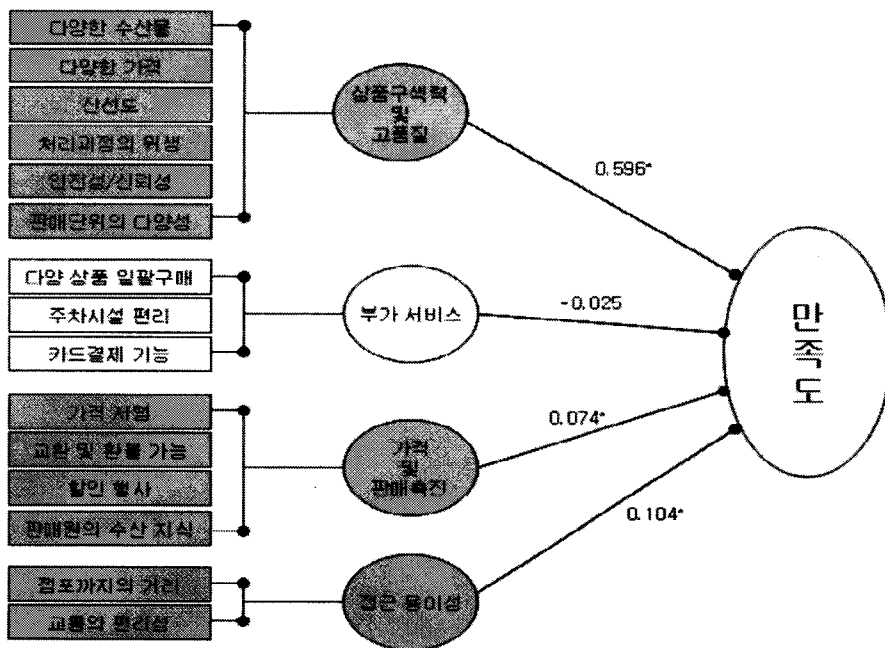 다양한 수산물
다양한 가격
신선도
처리과정의 위생
안전성/신뢰성
판매단위의 다양성
상품구색력
및
고품질
0.596*
다양 상품 일괄구매
주차시설 편리
카드결제 가능
부가 서비스
-0.025
만족도
가격 저렴
교환 및 환불 가능
할인 행사
판매원의 수산 지식
가격
및
판매촉진
0.074*
0.104*
점포까지의 거리
교통의 편리성
접근 용이성